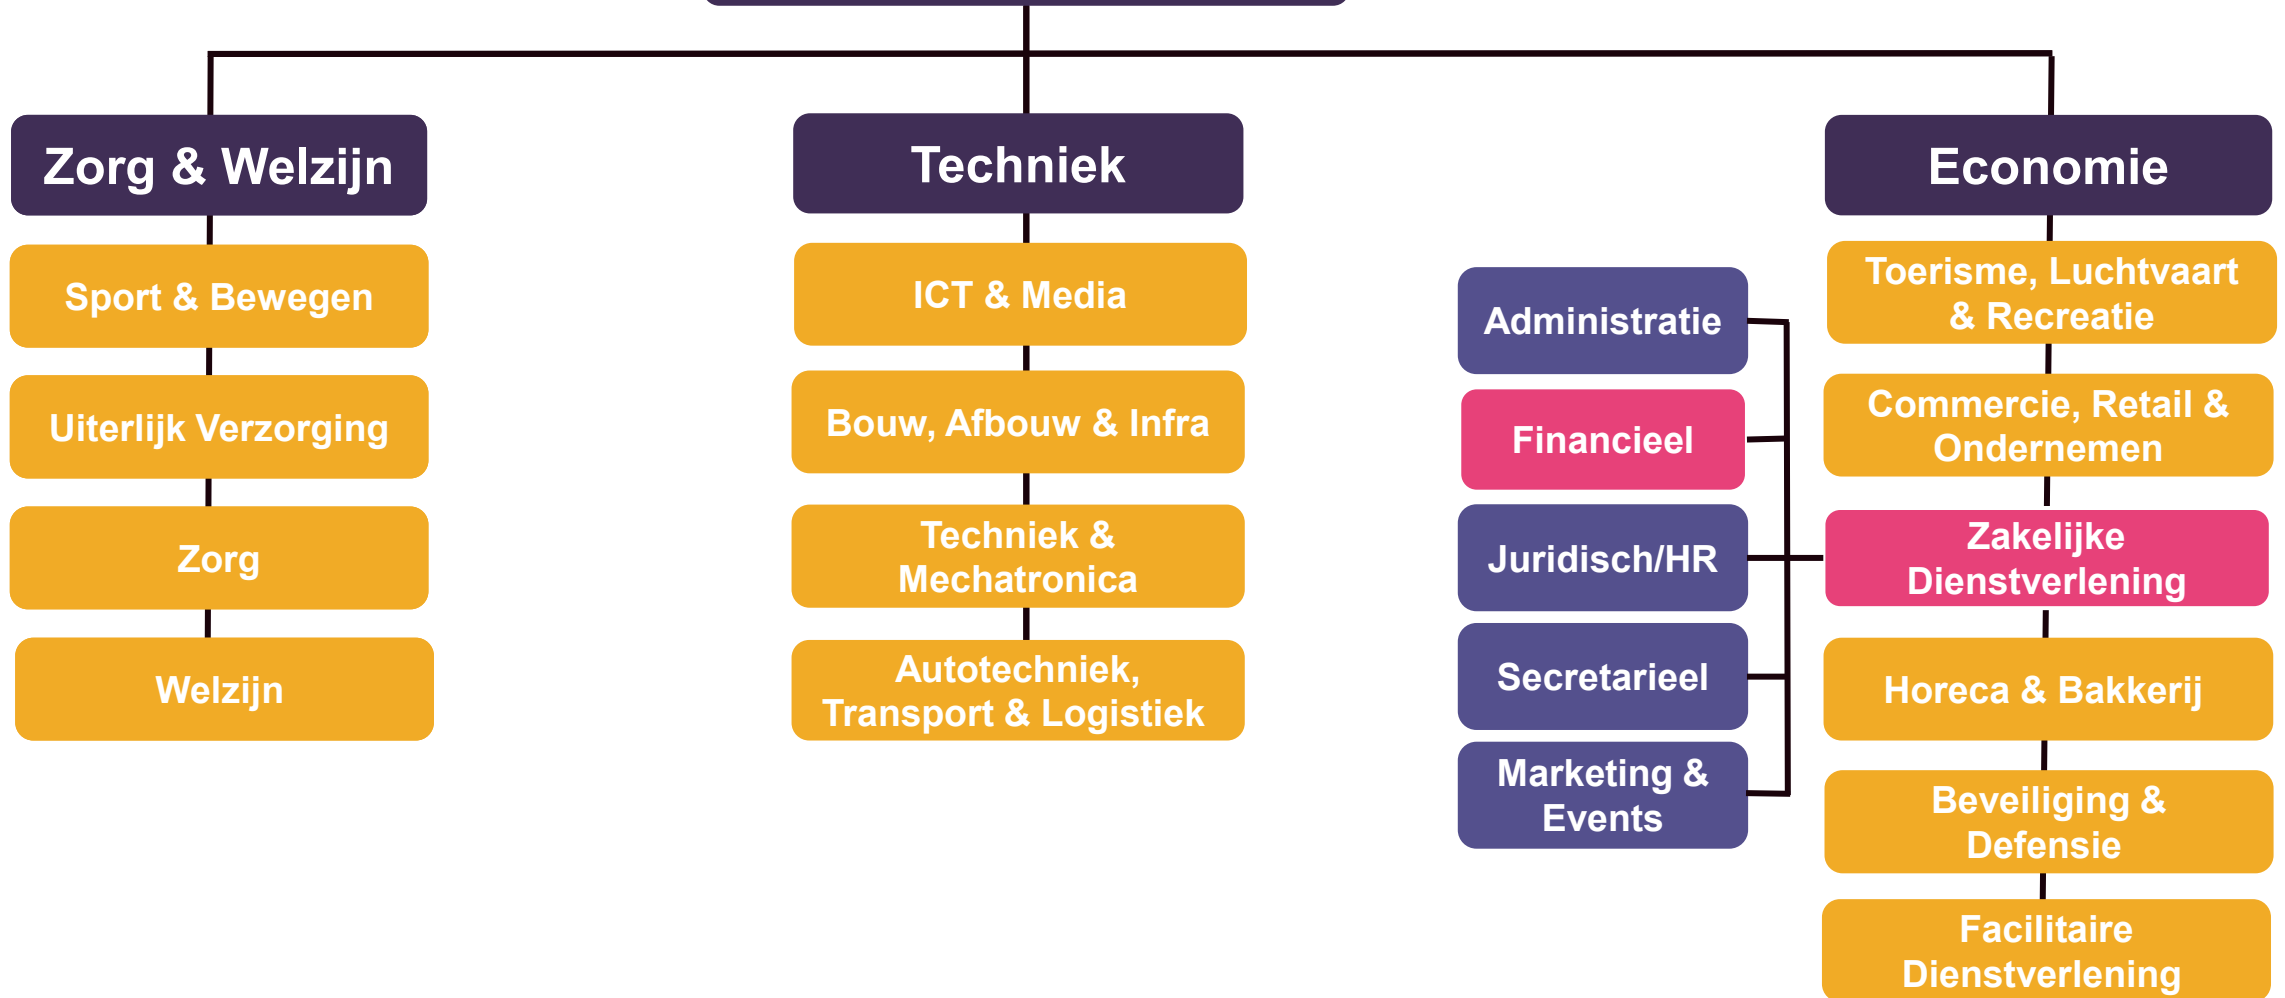 Zorg & Welzijn
Sport & Bewegen
Uiterlijk Verzorging
Zorg
Welzijn
Techniek
ICT & Media
Bouw, Afbouw & Infra
Techniek &
Mechatronica
Autotechniek,
Transport & Logistiek
Economie
Toerisme, Luchtvaart
& Recreatie
Commercie, Retail &
Ondernemen
Zakelijke
Dienstverlening
Administratie
Financieel
Juridisch/HR
Secretarieel
Marketing &
Events
Horeca & Bakkerij
Beveiliging &
Defensie
Facilitaire
Dienstverlening